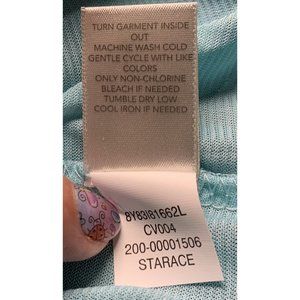 TURN GARMENT INSIDE
OUT
MACHINE WASH COLD
GENTLE CYCLE WITH LIKE
COLORS
ONLY NON-CHLORINE
BLEACH IF NEEDED
TUMBLE DRY LOW
COOL IRON IF NEEDED
BY83I81662L
CV004
200-00001506
STARACE